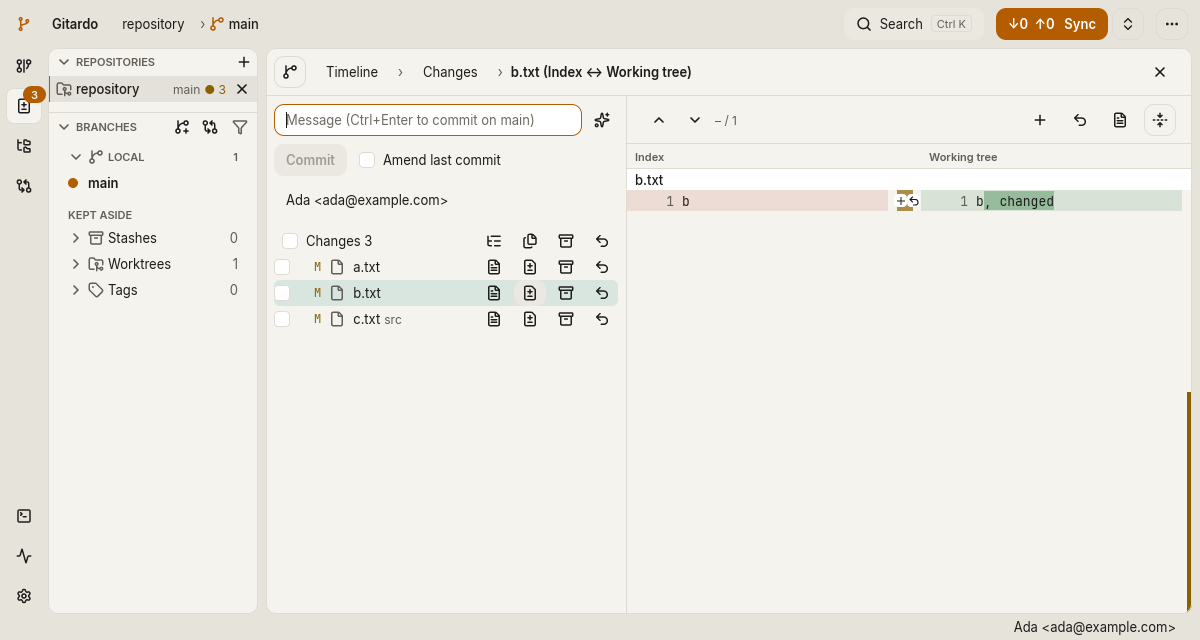 Gitardo repository main Search Ctrl K ↓0 ↑0 Sync
3
REPOSITORIES
repository main 3
BRANCHES
LOCAL 1
main
KEPT ASIDE
Stashes 0
Worktrees 1
Tags 0
Timeline Changes b.txt (Index ↔ Working tree)
Message (Ctrl+Enter to commit on main)
Commit Amend last commit
Ada <ada@example.com>
Changes 3
M a.txt
M b.txt
M c.txt src
– / 1
Index Working tree
b.txt
1 b 1 b, changed
Ada <ada@example.com>